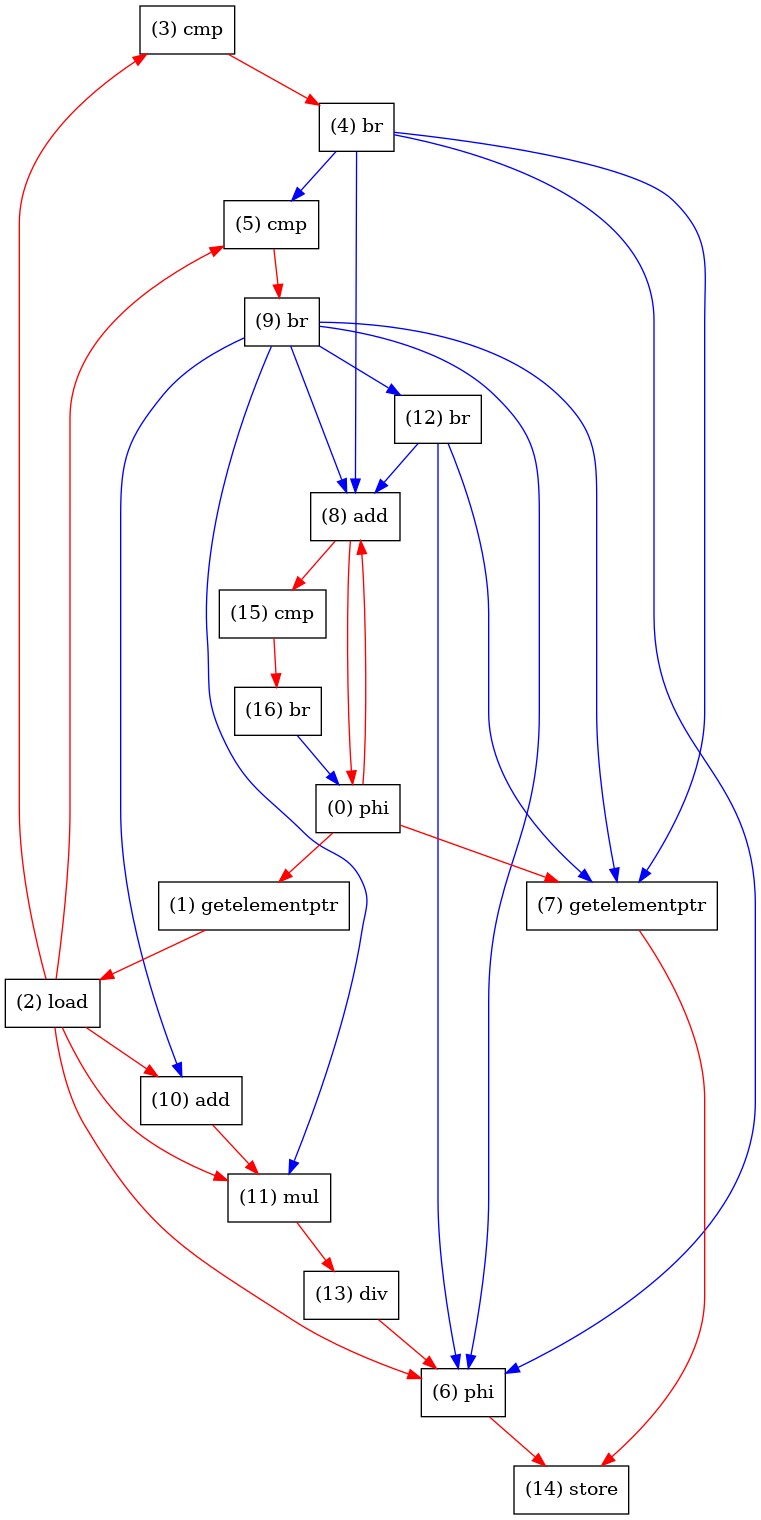 (3) cmp
(4) br
(5) cmp
(9) br
(12) br
(8) add
(15) cmp
(16) br
(0) phi
(1) getelementptr
(7) getelementptr
(2) load
(10) add
(11) mul
(13) div
(6) phi
(14) store